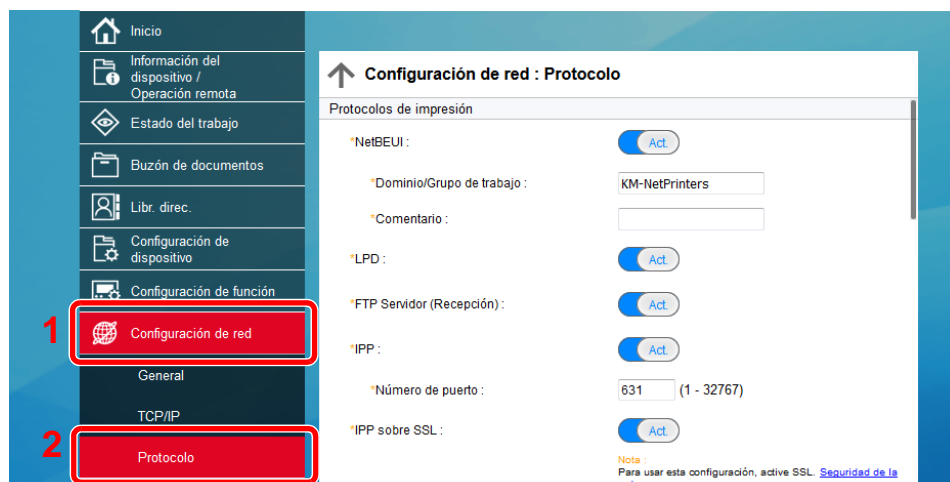 Inicio
Información del
dispositivo /
Operación remota
Estado del trabajo
Buzón de documentos
Libr. direc.
Configuración de
dispositivo
Configuración de función
1
Configuración de red
General
TCP/IP
2
Protocolo
Configuración de red : Protocolo
Protocolos de impresión
*NetBEUI : Act.
*Dominio/Grupo de trabajo : KM-NetPrinters
*Comentario :
*LPD : Act.
*FTP Servidor (Recepción) : Act.
*IPP : Act.
*Número de puerto : 631 (1 - 32767)
*IPP sobre SSL : Act.
Nota :
Para usar esta configuración, active SSL. Seguridad de la